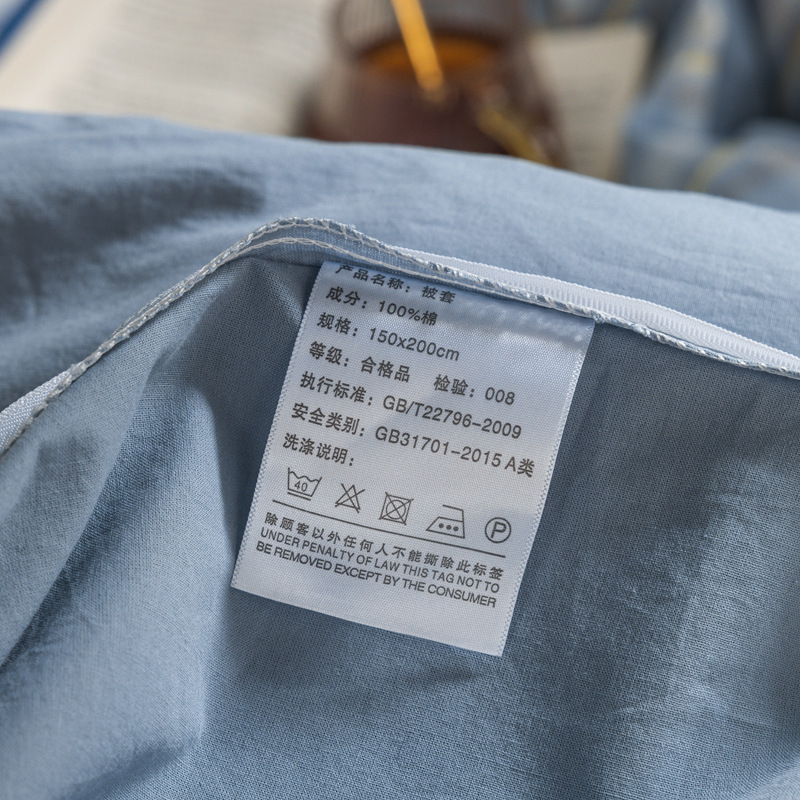 产品名称：被套
成分：100%棉
规格：150x200cm
等级：合格品 检验：008
执行标准：GB/T22796-2009
安全类别：GB31701-2015 A类
洗涤说明：
40
P
除顾客以外任何人不能撕除此标签
UNDER PENALTY OF LAW THIS TAG NOT TO
BE REMOVED EXCEPT BY THE CONSUMER